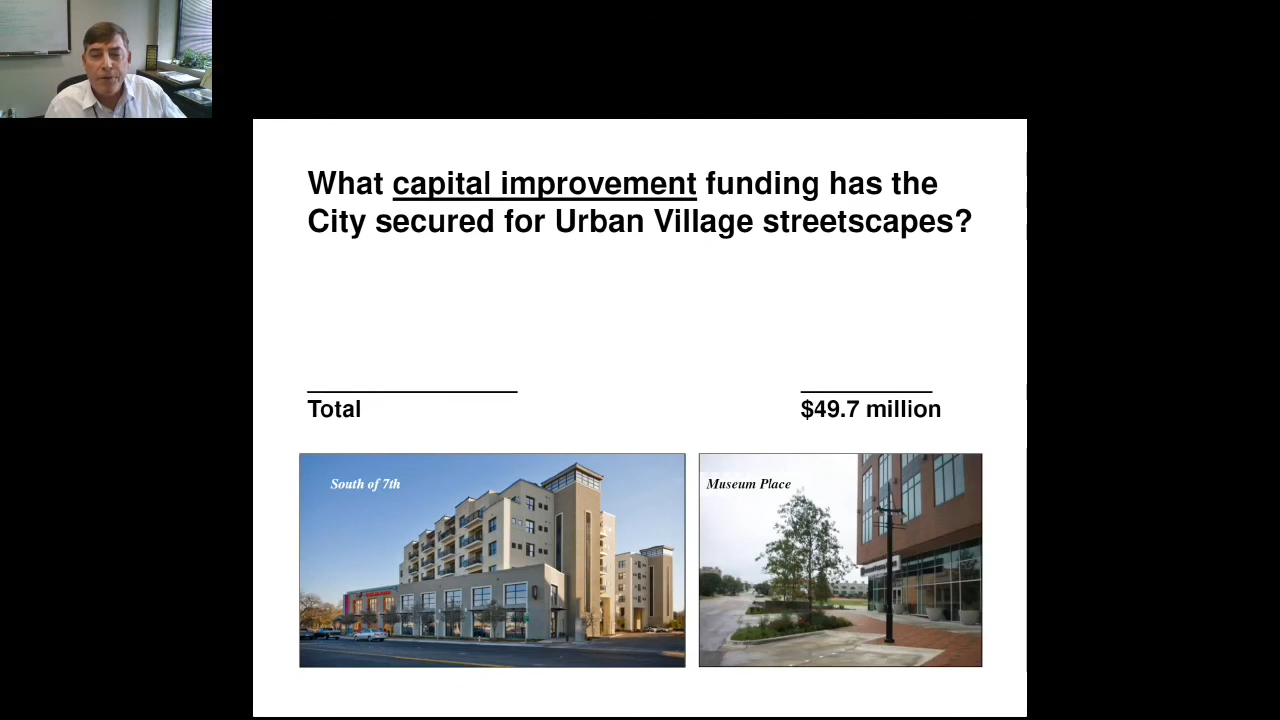 What capital improvement funding has the
City secured for Urban Village streetscapes?
Total
$49.7 million
South of 7th
Museum Place